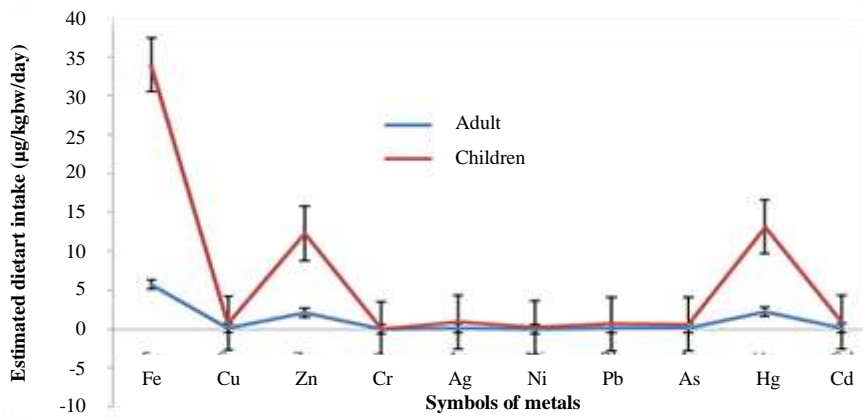 Estimated dietart intake (µg/kgbw/day)
40
35
30
25
20
15
10
5
0
-5
-10
Adult
Children
Fe Cu Zn Cr Ag Ni Pb As Hg Cd
Symbols of metals